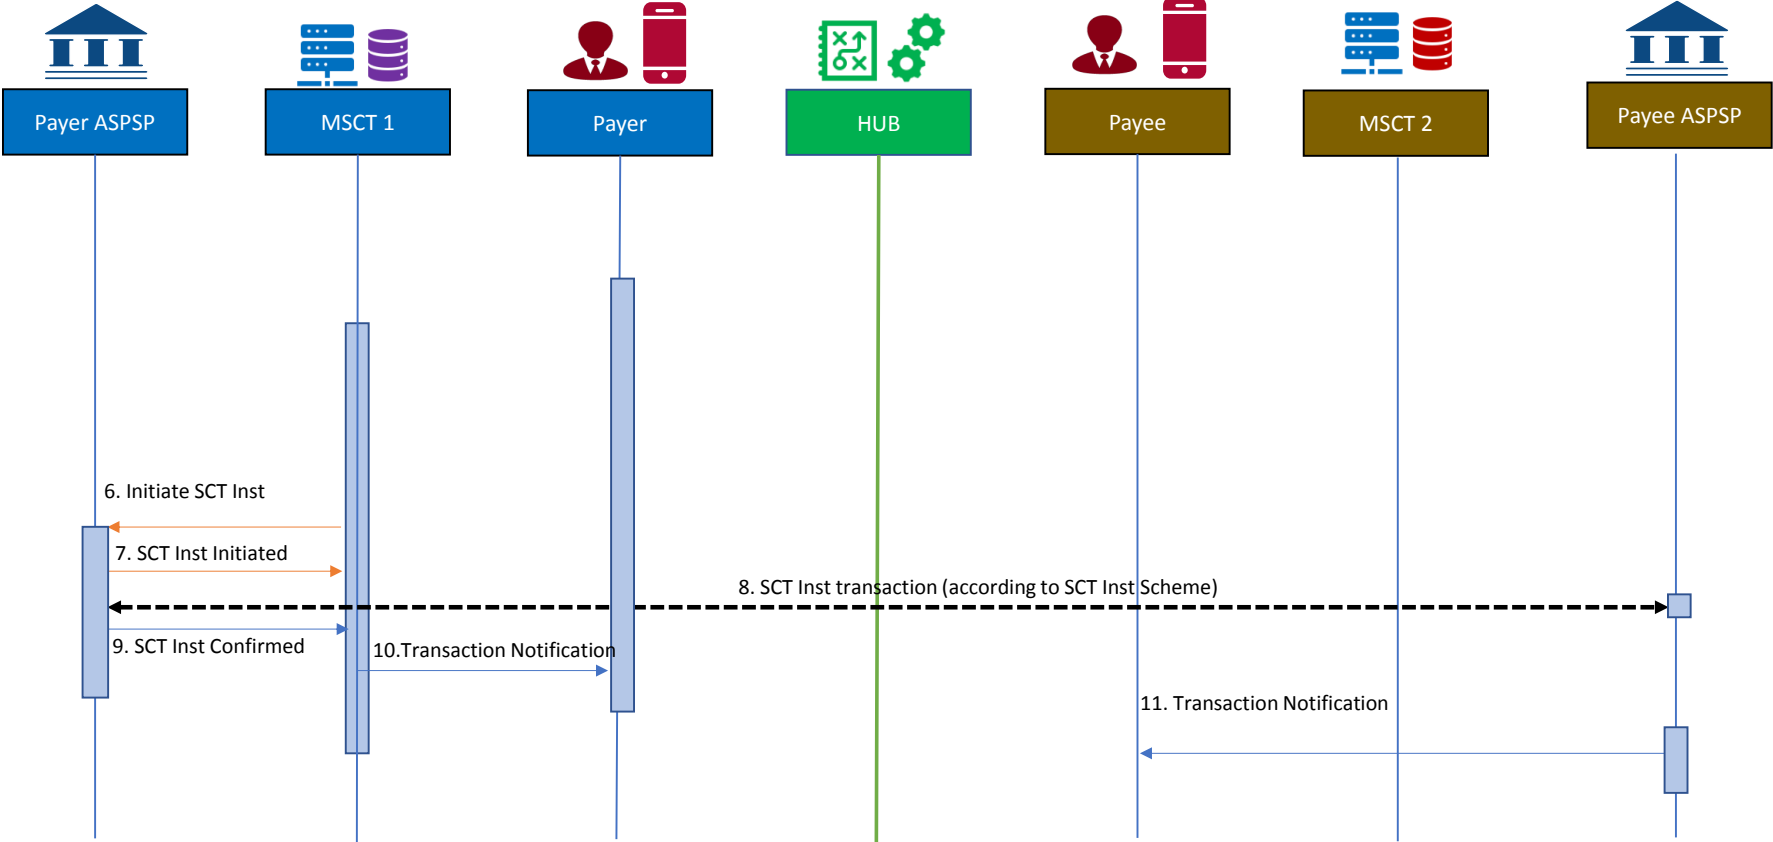 Payer ASPSP
MSCT 1
Payer
HUB
Payee
MSCT 2
Payee ASPSP
6. Initiate SCT Inst
7. SCT Inst Initiated
8. SCT Inst transaction (according to SCT Inst Scheme)
9. SCT Inst Confirmed
10.Transaction Notification
11. Transaction Notification